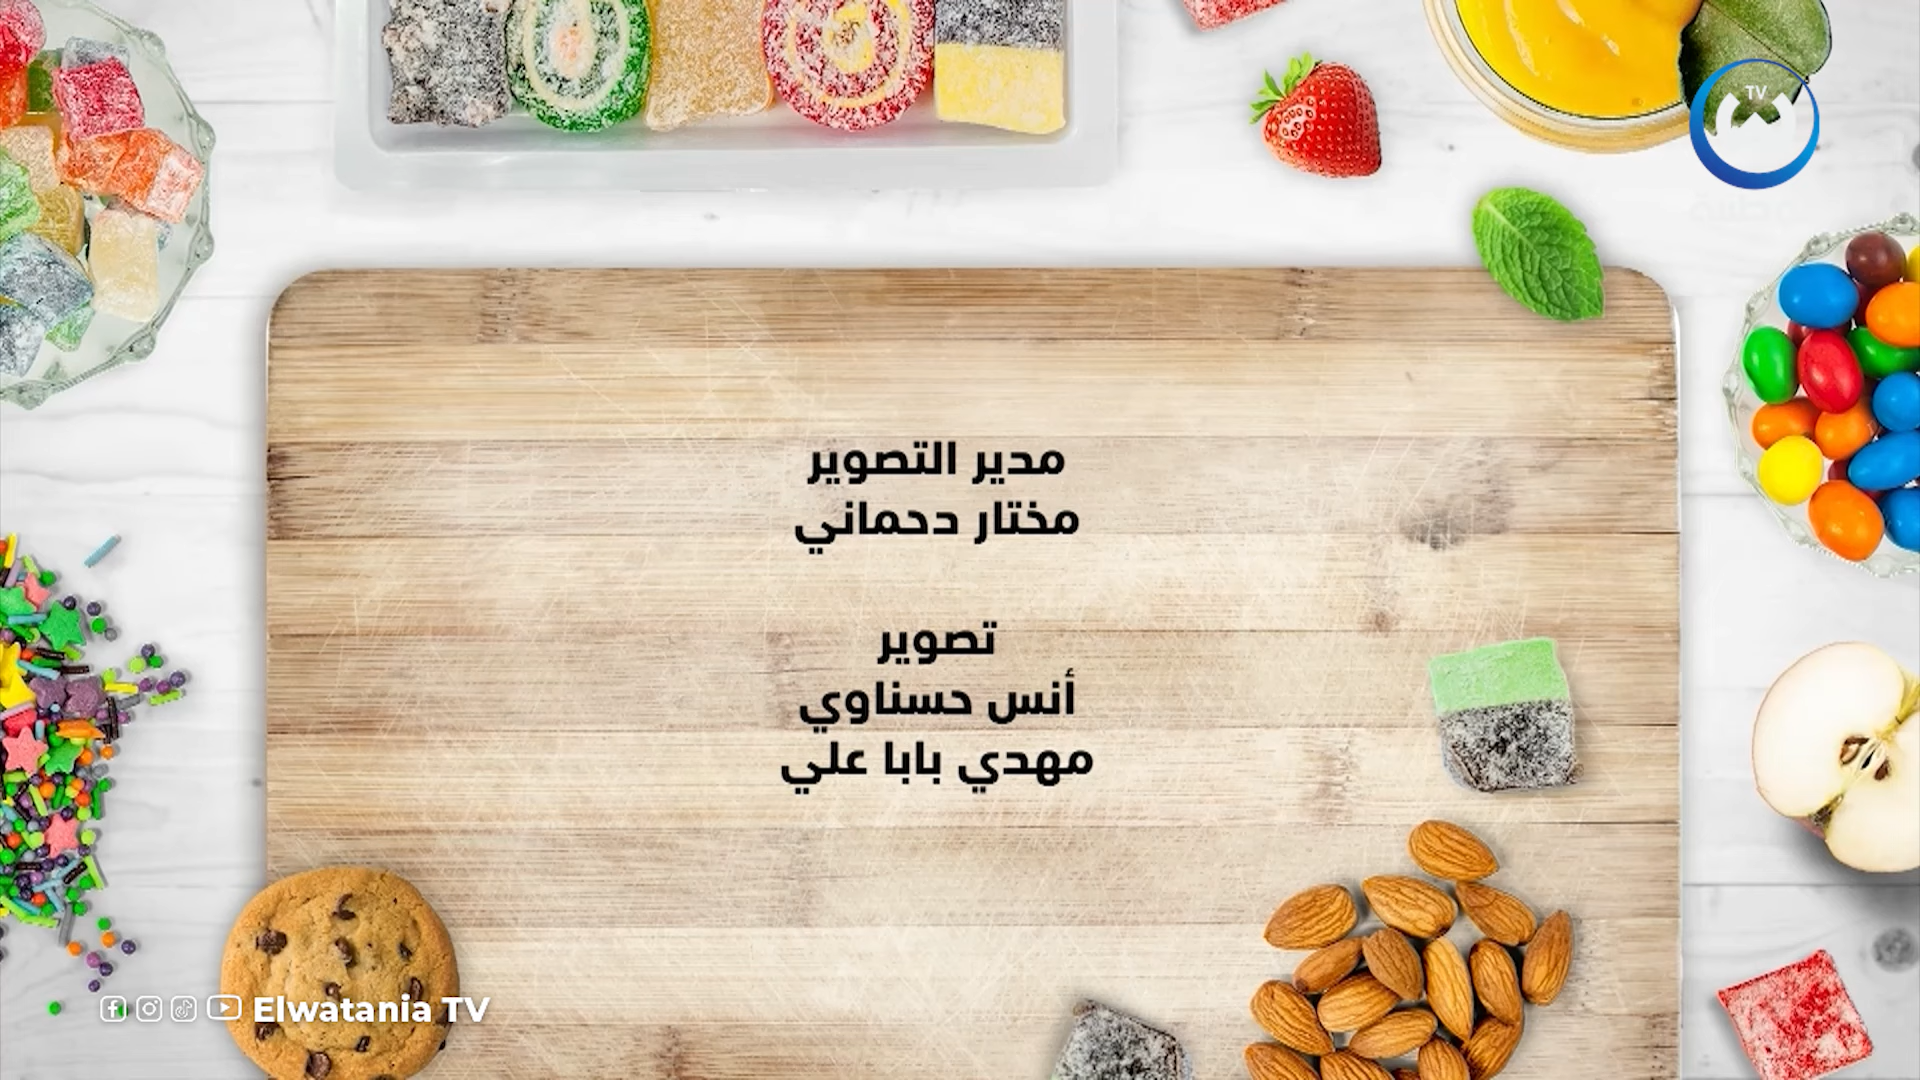 TV
مدير التصوير
مختار دحماني
تصوير
أنس حسناوي
مهدي بابا علي
Elwatania TV